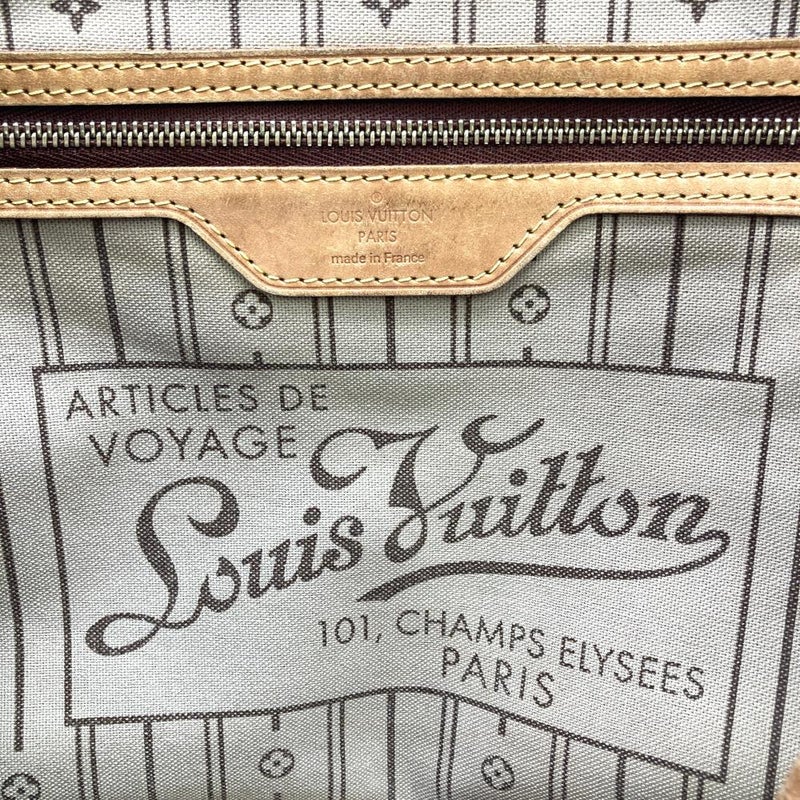 LOUIS VUITTON
PARIS
made in France
ARTICLES DE
VOYAGE
Louis Vuitton
101, CHAMPS ELYSEES
PARIS